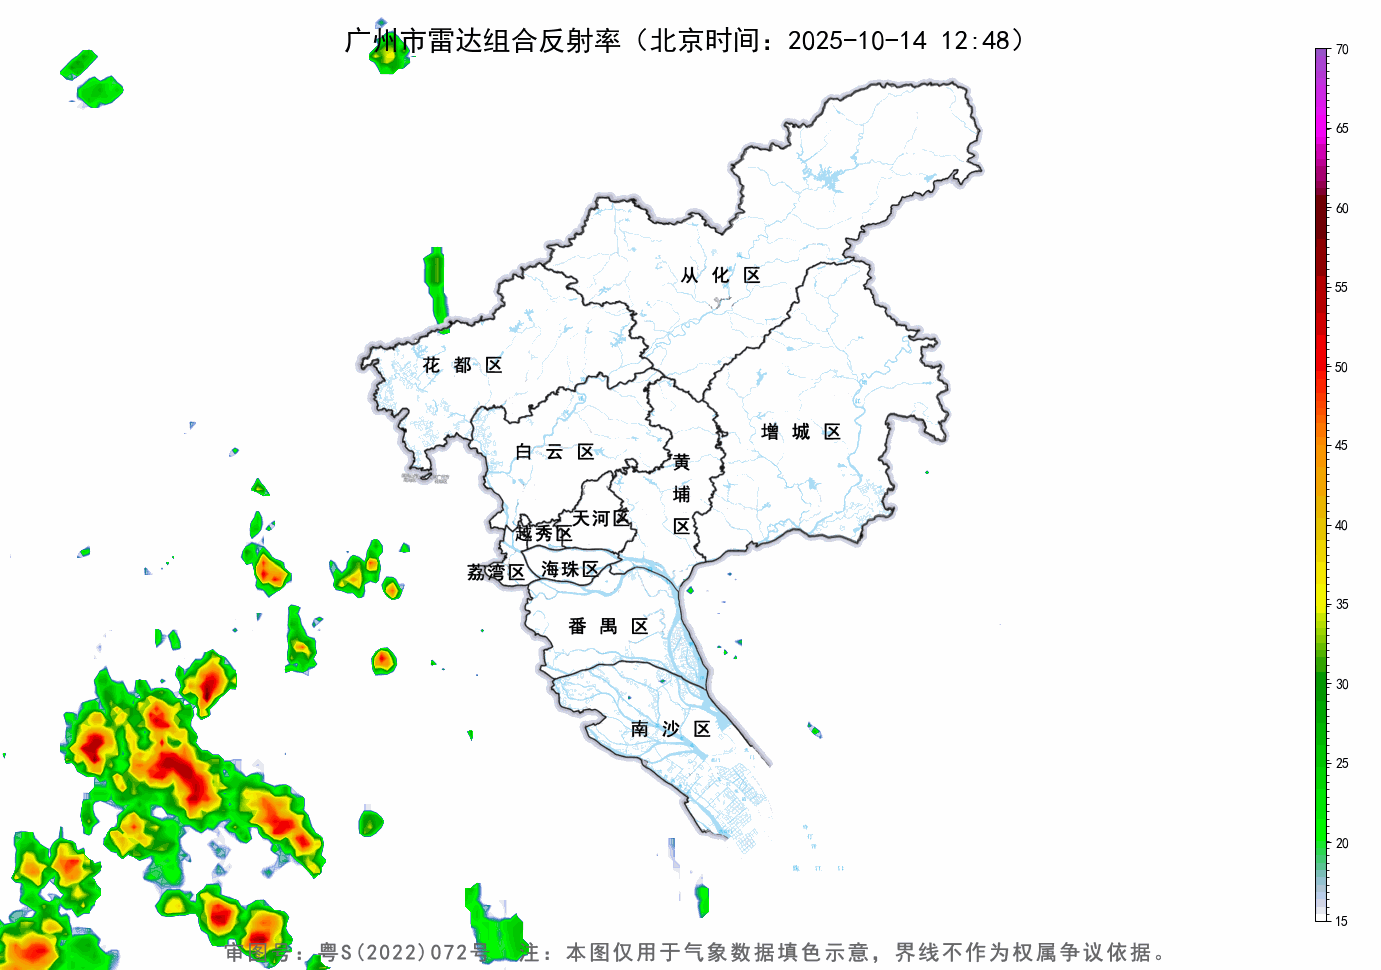 广州市雷达组合反射率（北京时间：2025-10-14 12:48）
70
65
60
55
50
45
40
35
30
25
20
15
从化区
花都区
增城区
白云区
黄埔区
天河区
越秀区
荔湾区
海珠区
番禺区
南沙区
审图号：粤S(2022)072号 注：本图仅用于气象数据填色示意，界线不作为权属争议依据。